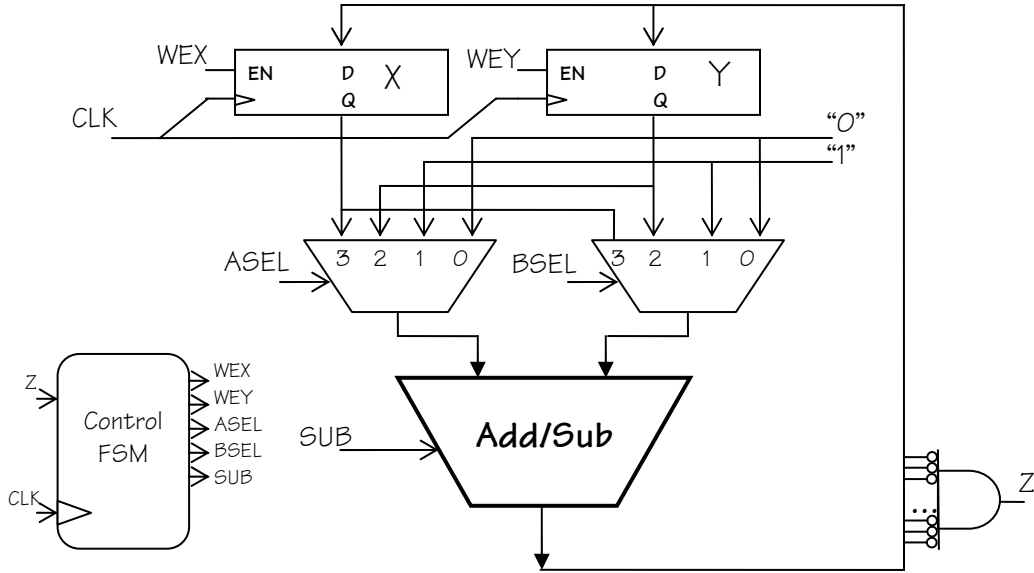 WEX
EN
D
X
Q
WEY
EN
D
Y
Q
CLK
“0”
“1”
ASEL
3 2 1 0
BSEL
3 2 1 0
Z
Control
FSM
CLK
WEX
WEY
ASEL
BSEL
SUB
SUB
Add/Sub
...
Z